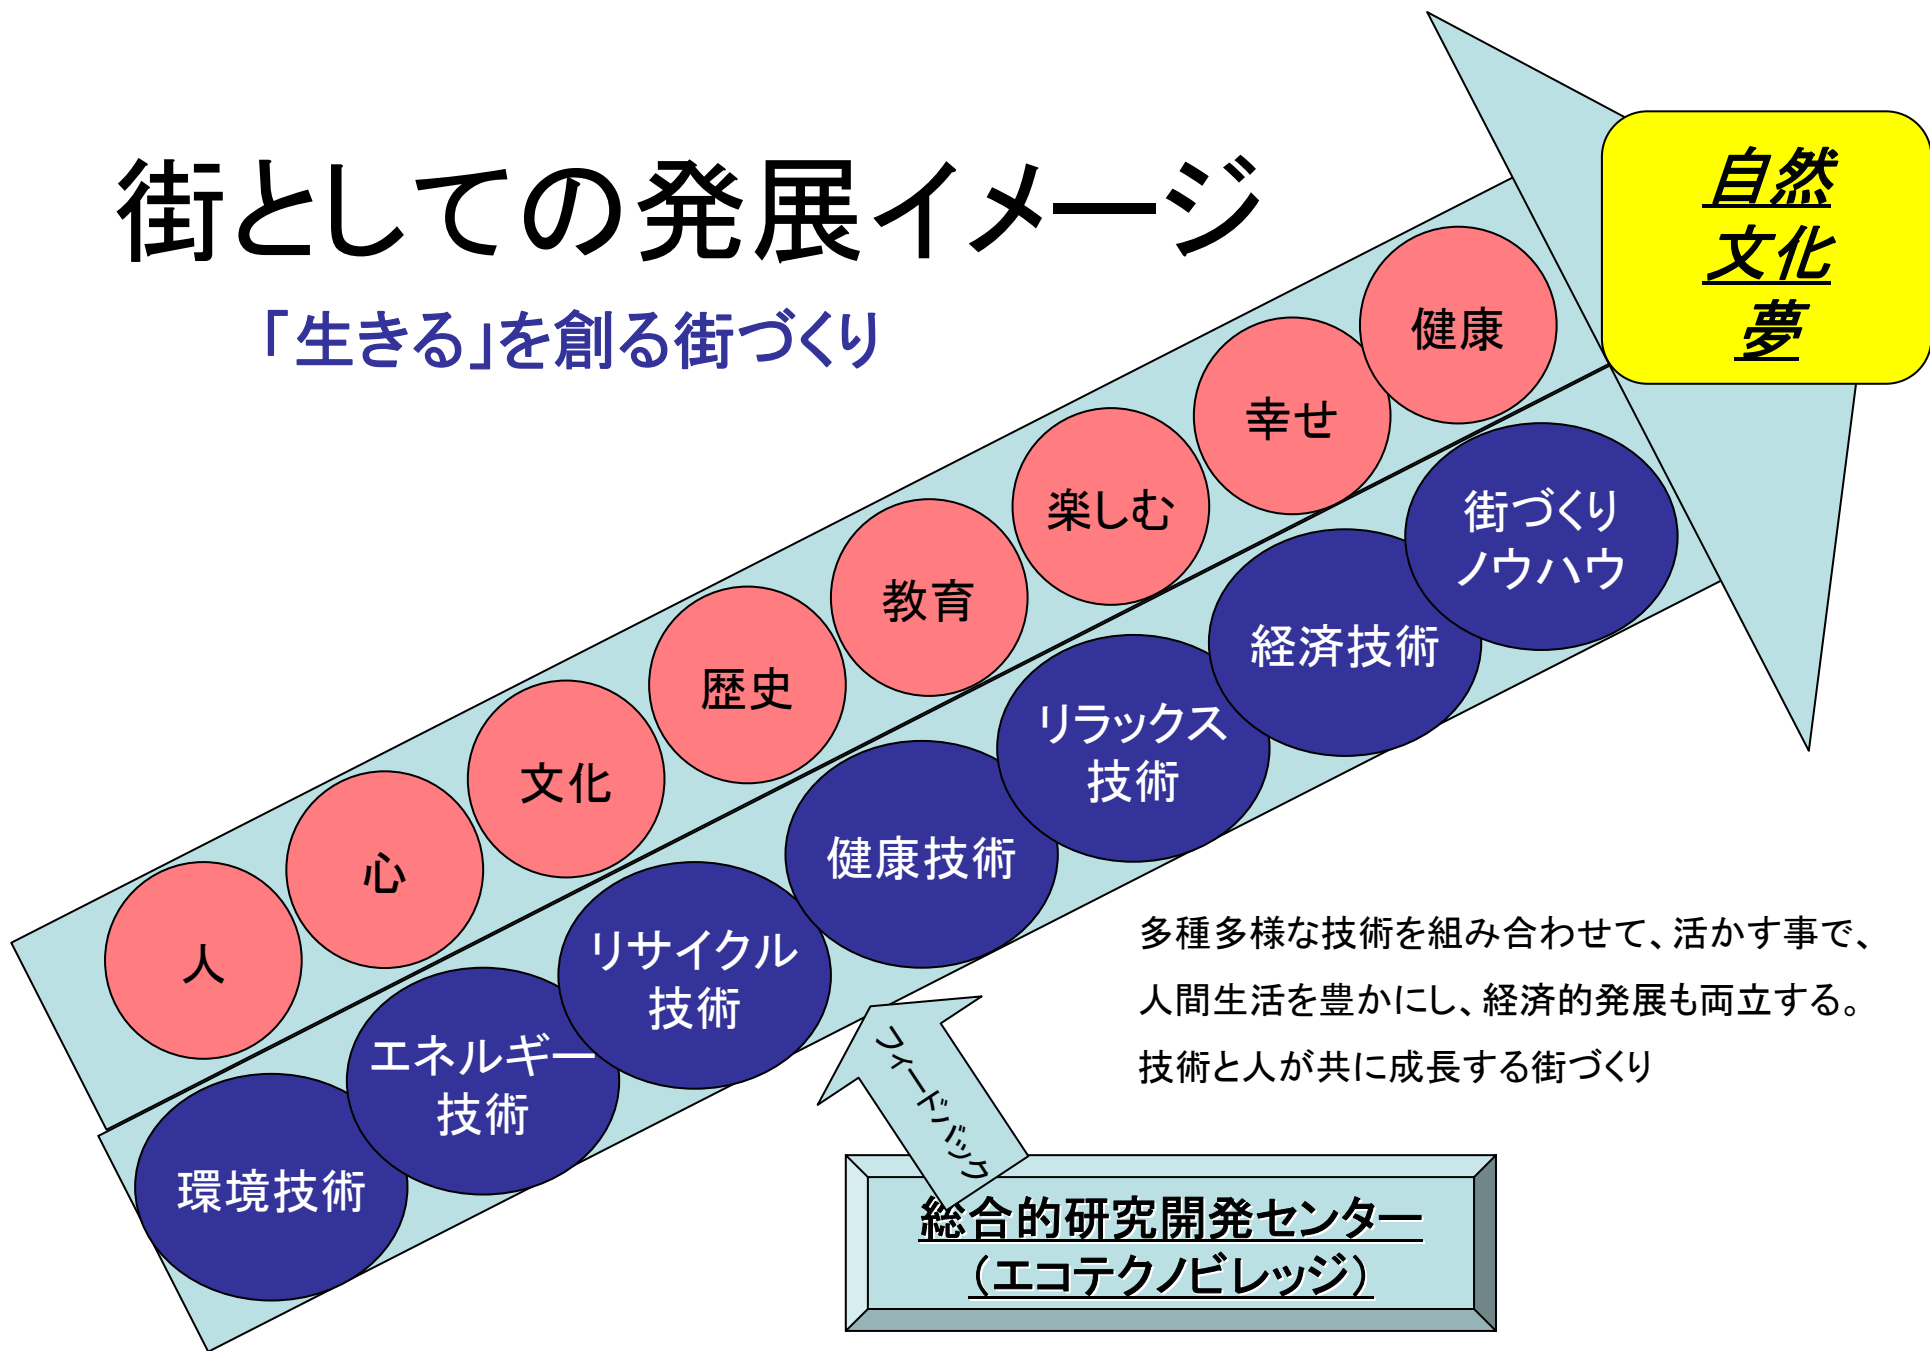 街としての発展イメージ
「生きる」を創る街づくり
自然
文化
夢
人
心
文化
歴史
教育
楽しむ
幸せ
健康
環境技術
エネルギー
技術
リサイクル
技術
健康技術
リラックス
技術
経済技術
街づくり
ノウハウ
多種多様な技術を組み合わせて、活かす事で、
人間生活を豊かにし、経済的発展も両立する。
技術と人が共に成長する街づくり
フィードバック
総合的研究開発センター
（エコテクノビレッジ）